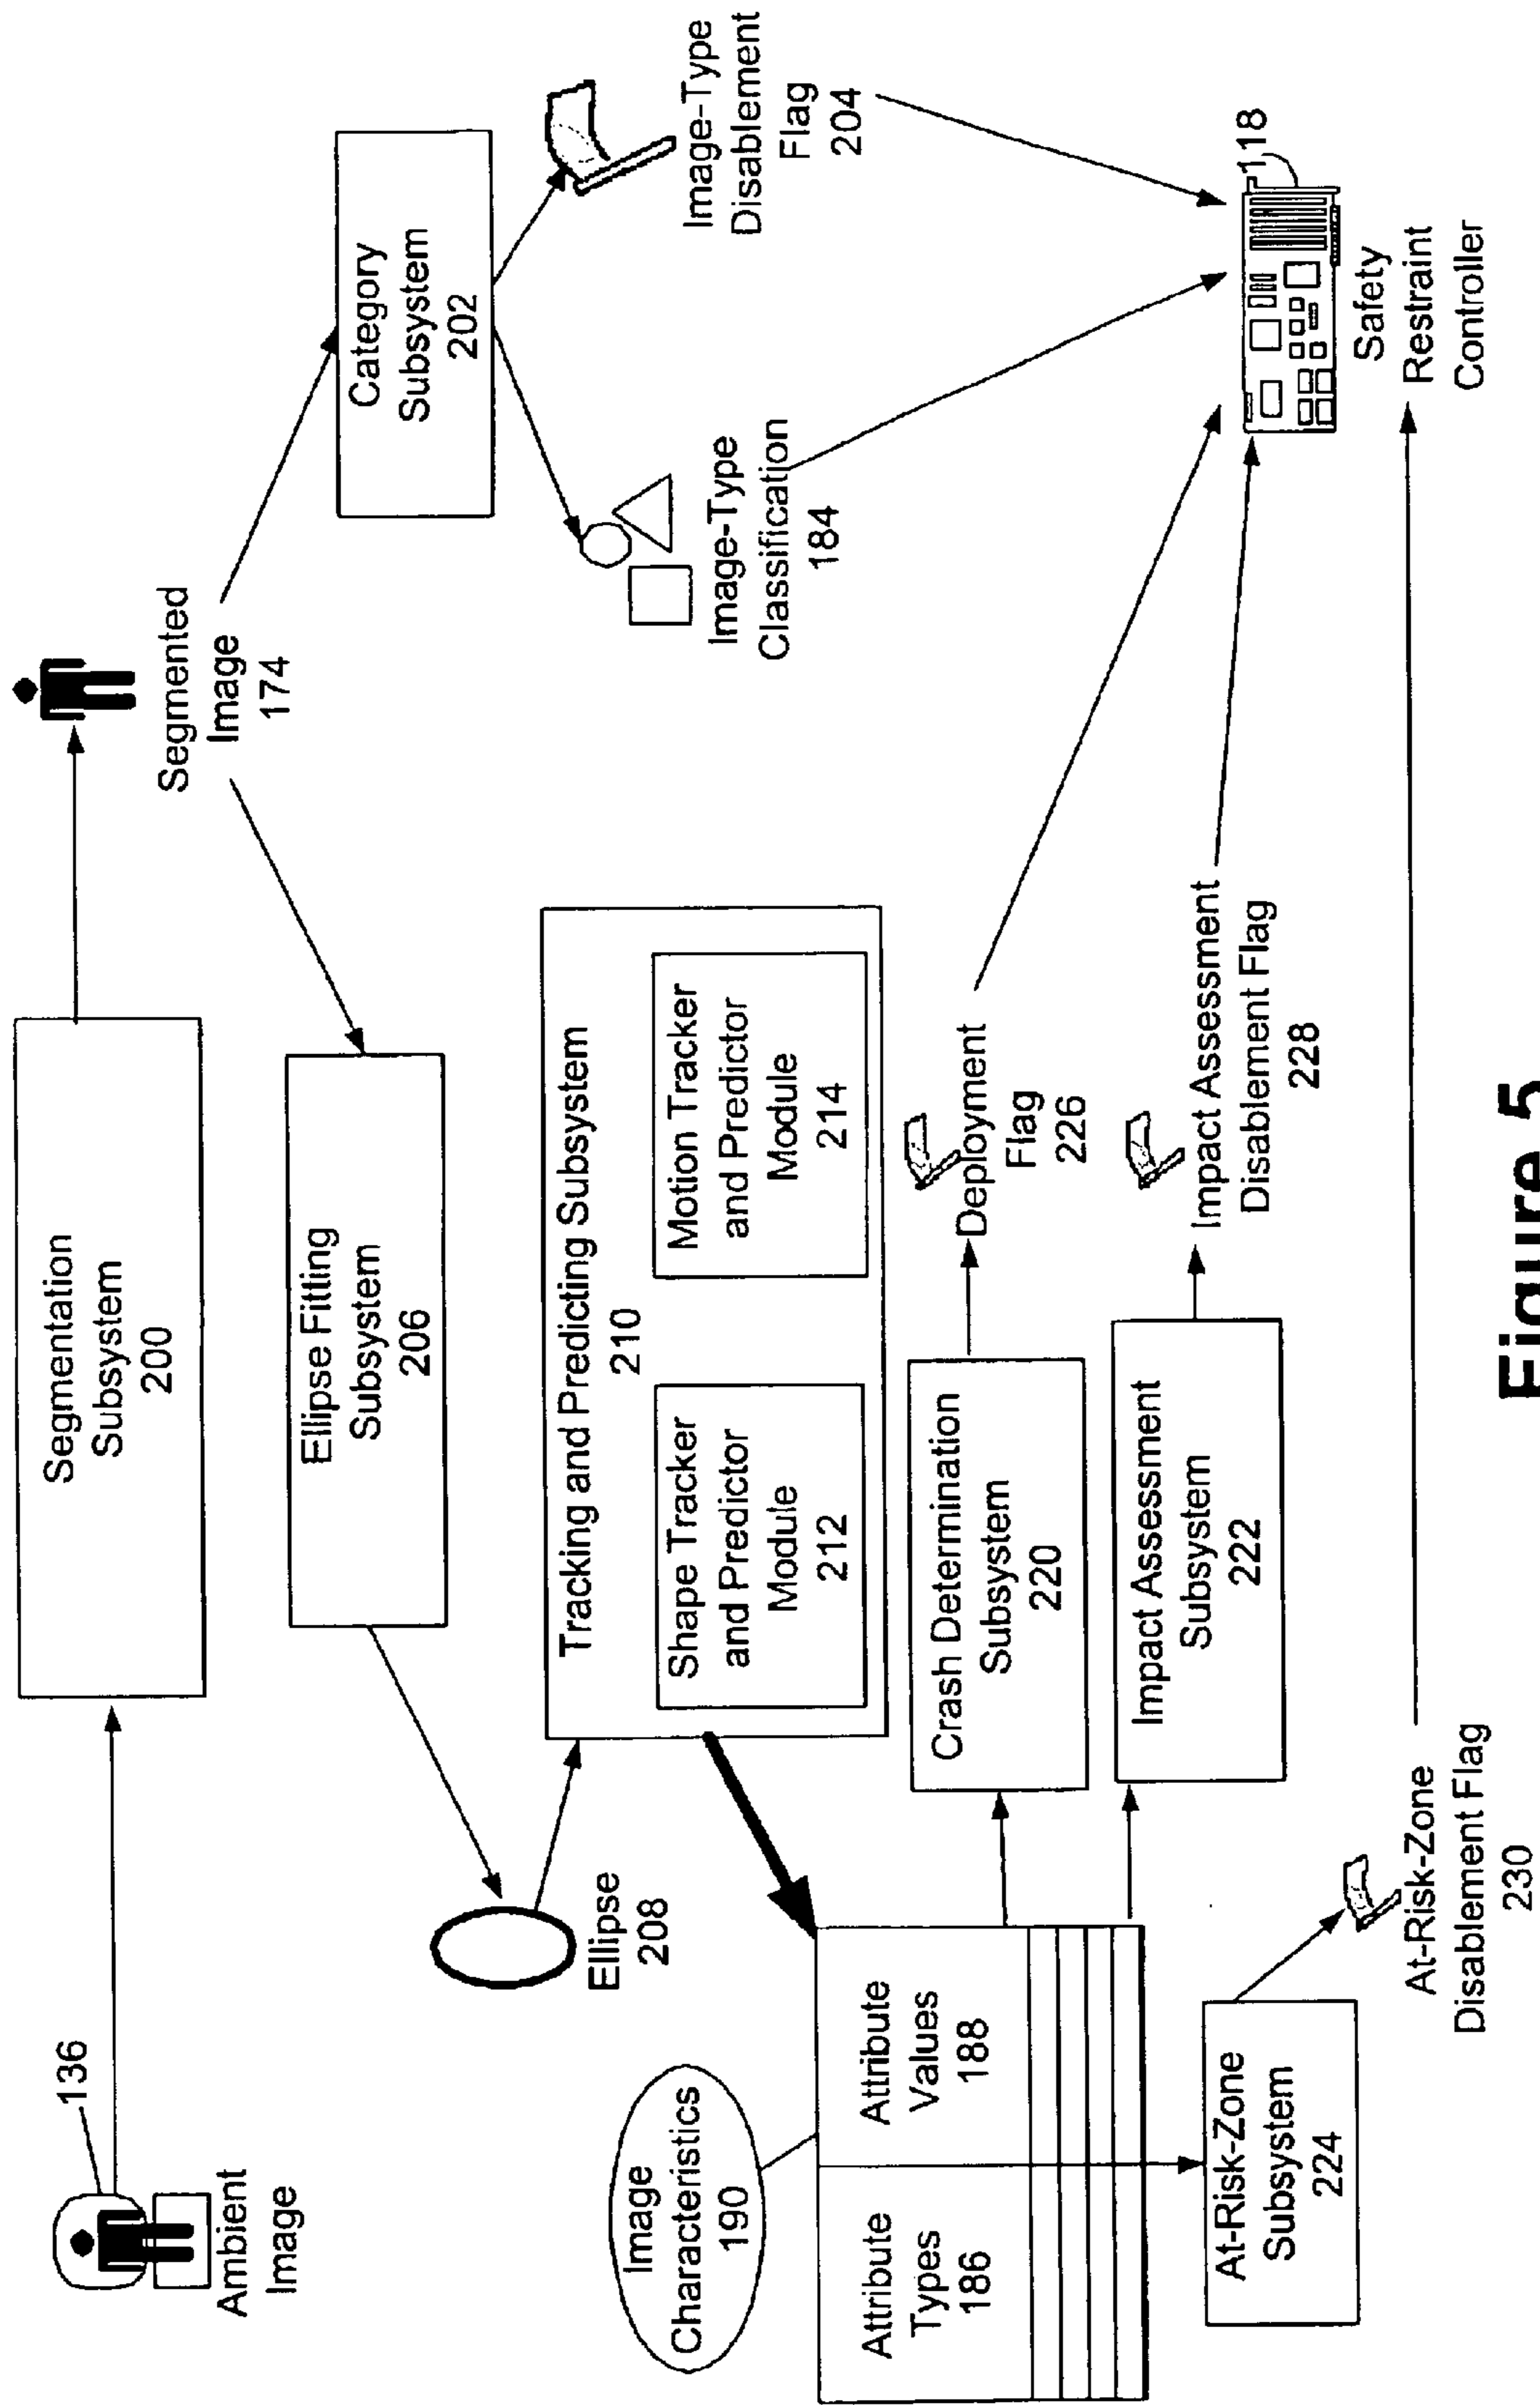 136
Ambient
Image
Segmentation
Subsystem
200
Segmented
Image
174
Category
Subsystem
202
Ellipse Fitting
Subsystem
206
Ellipse
208
Image-Type
Classification
184
Image-Type
Disablement
Flag
204
Tracking and Predicting Subsystem
210
Shape Tracker
and Predictor
Module
212
Motion Tracker
and Predictor
Module
214
Image
Characteristics
190
Attribute
Types
186
Attribute
Values
188
Crash Determination
Subsystem
220
Deployment
Flag
226
Impact Assessment
Subsystem
222
Impact Assessment
Disablement Flag
228
At-Risk-Zone
Subsystem
224
At-Risk-Zone
Disablement Flag
230
118
Safety
Restraint
Controller
Figure 5